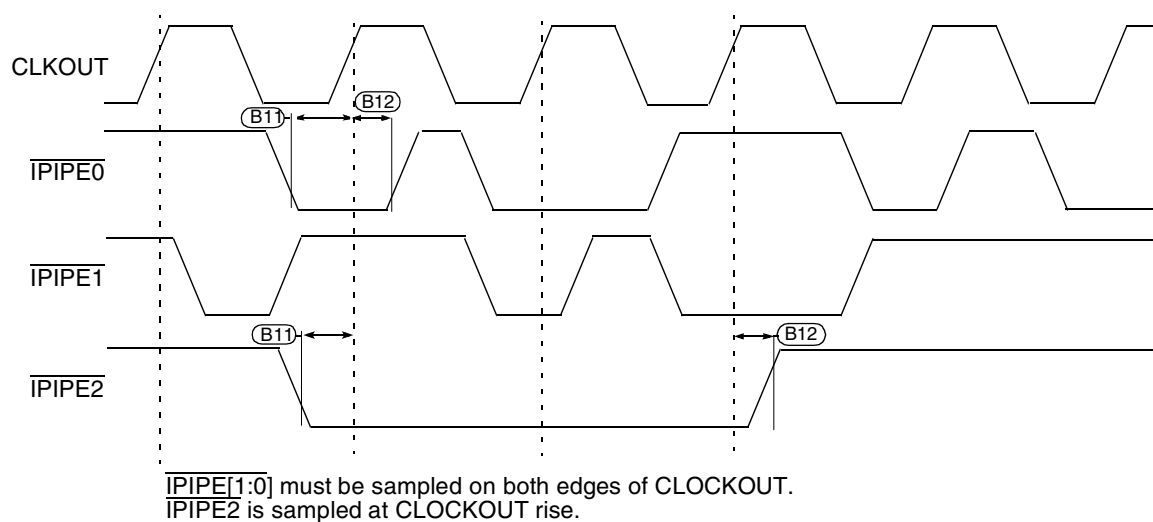 CLKOUT
B11
B12
IPIPE0
IPIPE1
B11
B12
IPIPE2
IPIPE[1:0] must be sampled on both edges of CLOCKOUT.
IPIPE2 is sampled at CLOCKOUT rise.